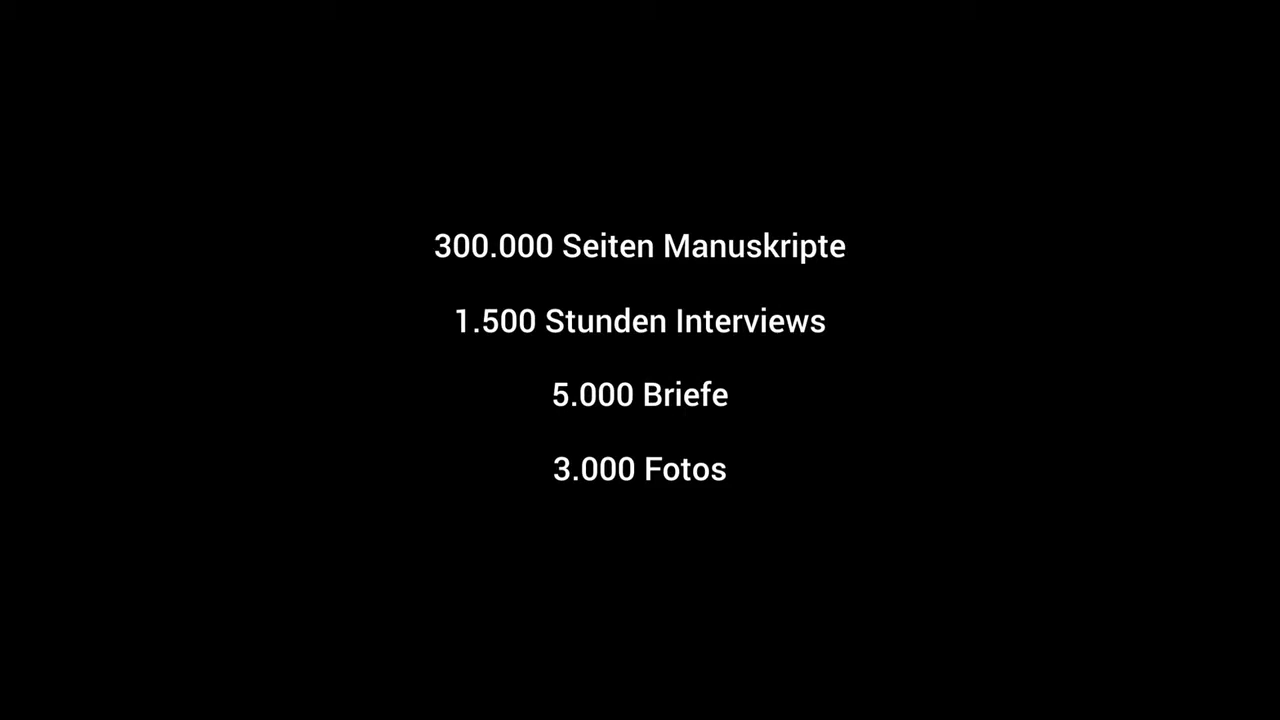 300.000 Seiten Manuskripte
1.500 Stunden Interviews
5.000 Briefe
3.000 Fotos